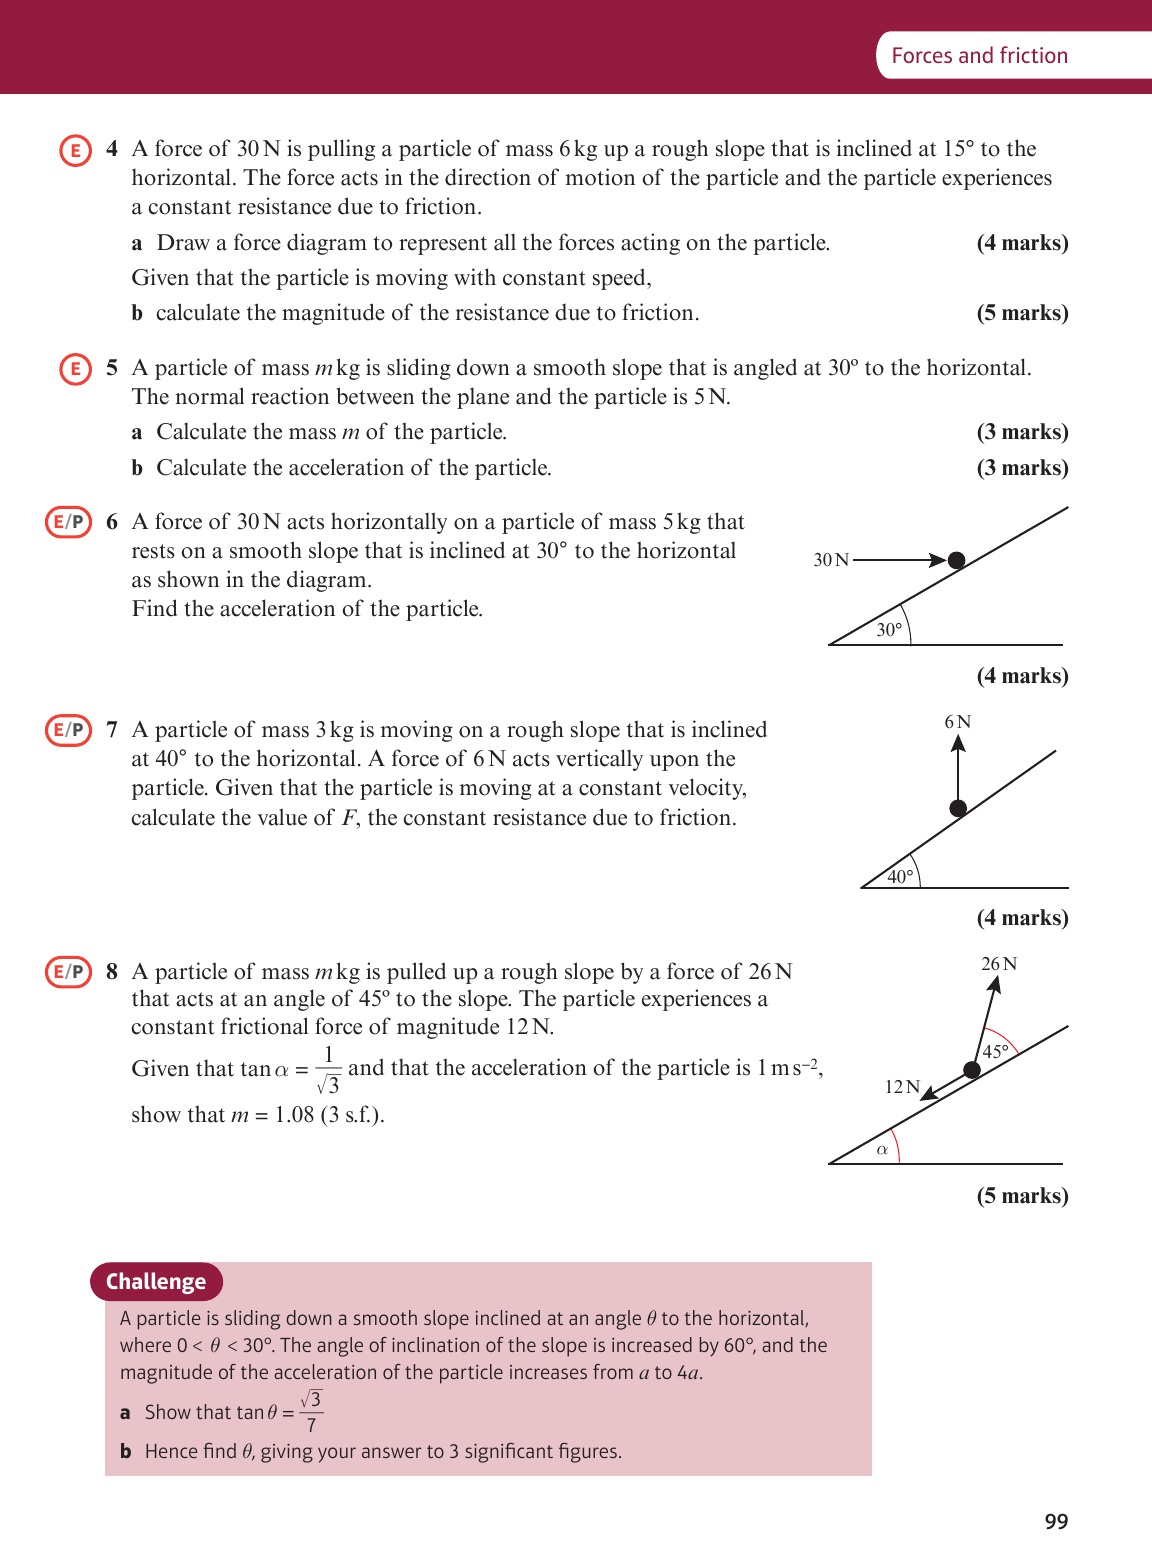 Forces and friction
E 4 A force of 30 N is pulling a particle of mass 6 kg up a rough slope that is inclined at 15° to the
horizontal. The force acts in the direction of motion of the particle and the particle experiences
a constant resistance due to friction.
a Draw a force diagram to represent all the forces acting on the particle. (4 marks)
Given that the particle is moving with constant speed,
b calculate the magnitude of the resistance due to friction. (5 marks)
E 5 A particle of mass m kg is sliding down a smooth slope that is angled at 30° to the horizontal.
The normal reaction between the plane and the particle is 5 N.
a Calculate the mass m of the particle. (3 marks)
b Calculate the acceleration of the particle. (3 marks)
E/P 6 A force of 30 N acts horizontally on a particle of mass 5 kg that
rests on a smooth slope that is inclined at 30° to the horizontal
as shown in the diagram.
Find the acceleration of the particle.
30 N
30°
(4 marks)
E/P 7 A particle of mass 3 kg is moving on a rough slope that is inclined
at 40° to the horizontal. A force of 6 N acts vertically upon the
particle. Given that the particle is moving at a constant velocity,
calculate the value of F, the constant resistance due to friction.
6 N
40°
(4 marks)
E/P 8 A particle of mass m kg is pulled up a rough slope by a force of 26 N
that acts at an angle of 45° to the slope. The particle experiences a
constant frictional force of magnitude 12 N.
Given that tan α = 1/√3 and that the acceleration of the particle is 1 m s⁻²,
show that m = 1.08 (3 s.f.).
26 N
45°
12 N
α
(5 marks)
Challenge
A particle is sliding down a smooth slope inclined at an angle θ to the horizontal,
where 0 < θ < 30°. The angle of inclination of the slope is increased by 60°, and the
magnitude of the acceleration of the particle increases from a to 4a.
a Show that tan θ = √3/7
b Hence find θ, giving your answer to 3 significant figures.
99